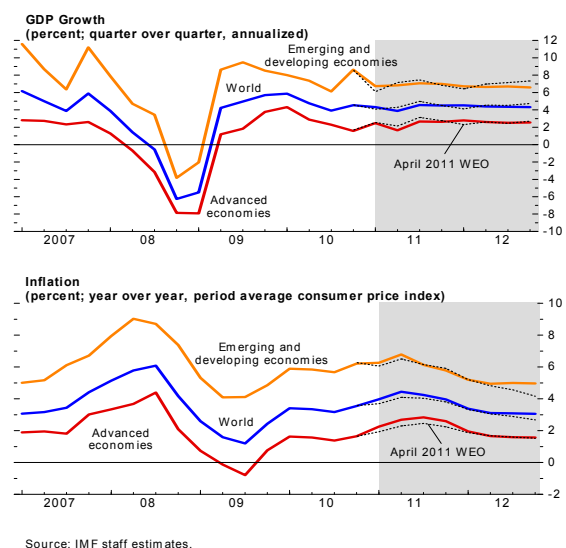 GDP Growth
(percent; quarter over quarter, annualized)
12
10
8
6
4
2
0
-2
-4
-6
-8
-10
Emerging and
developing economies
World
April 2011 WEO
Advanced
economies
2007 08 09 10 11 12
Inflation
(percent; year over year, period average consumer price index)
10
8
6
4
2
0
-2
Emerging and
developing economies
World
Advanced
economies
April 2011 WEO
2007 08 09 10 11 12
Source: IMF staff estimates.